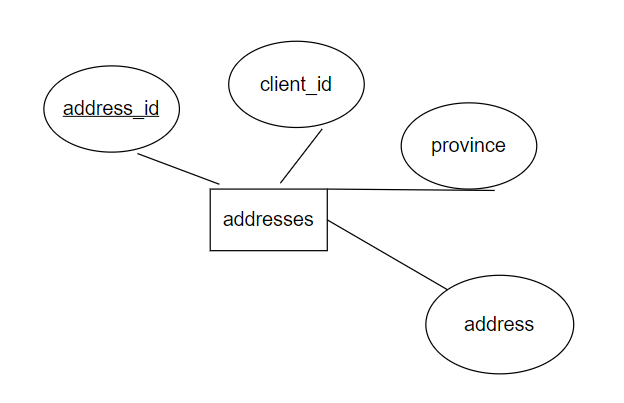 client_id
address_id
province
addresses
address